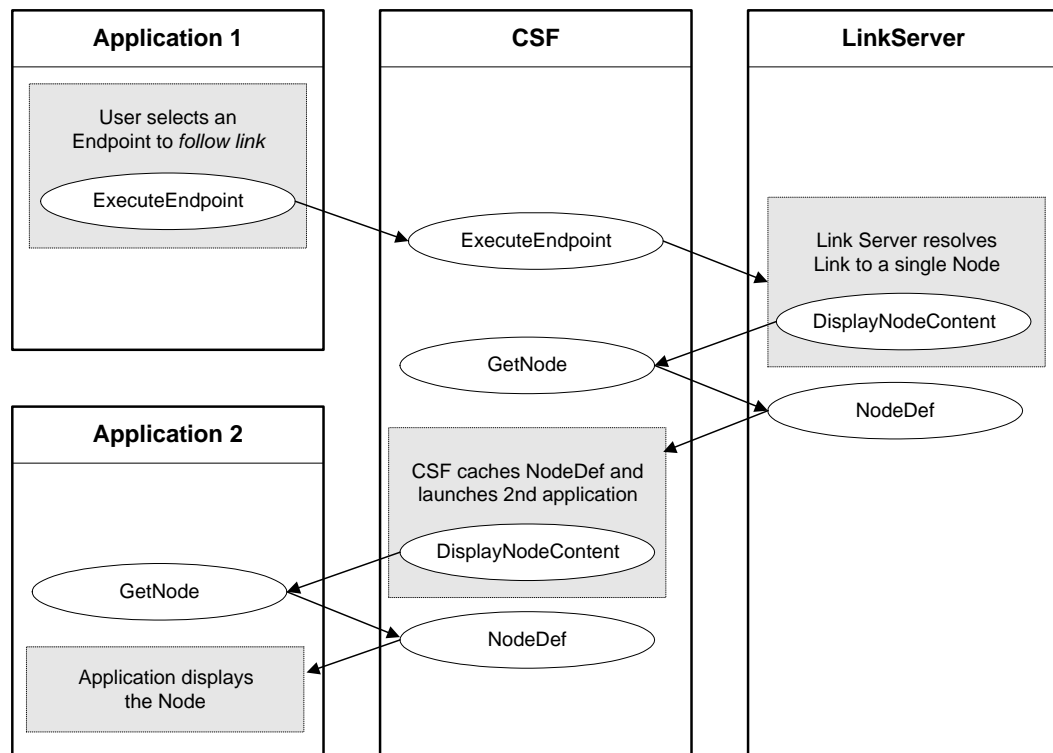 Application 1
User selects an
Endpoint to follow link
ExecuteEndpoint
CSF
ExecuteEndpoint
GetNode
CSF caches NodeDef and
launches 2nd application
DisplayNodeContent
NodeDef
LinkServer
Link Server resolves
Link to a single Node
DisplayNodeContent
NodeDef
Application 2
GetNode
Application displays
the Node